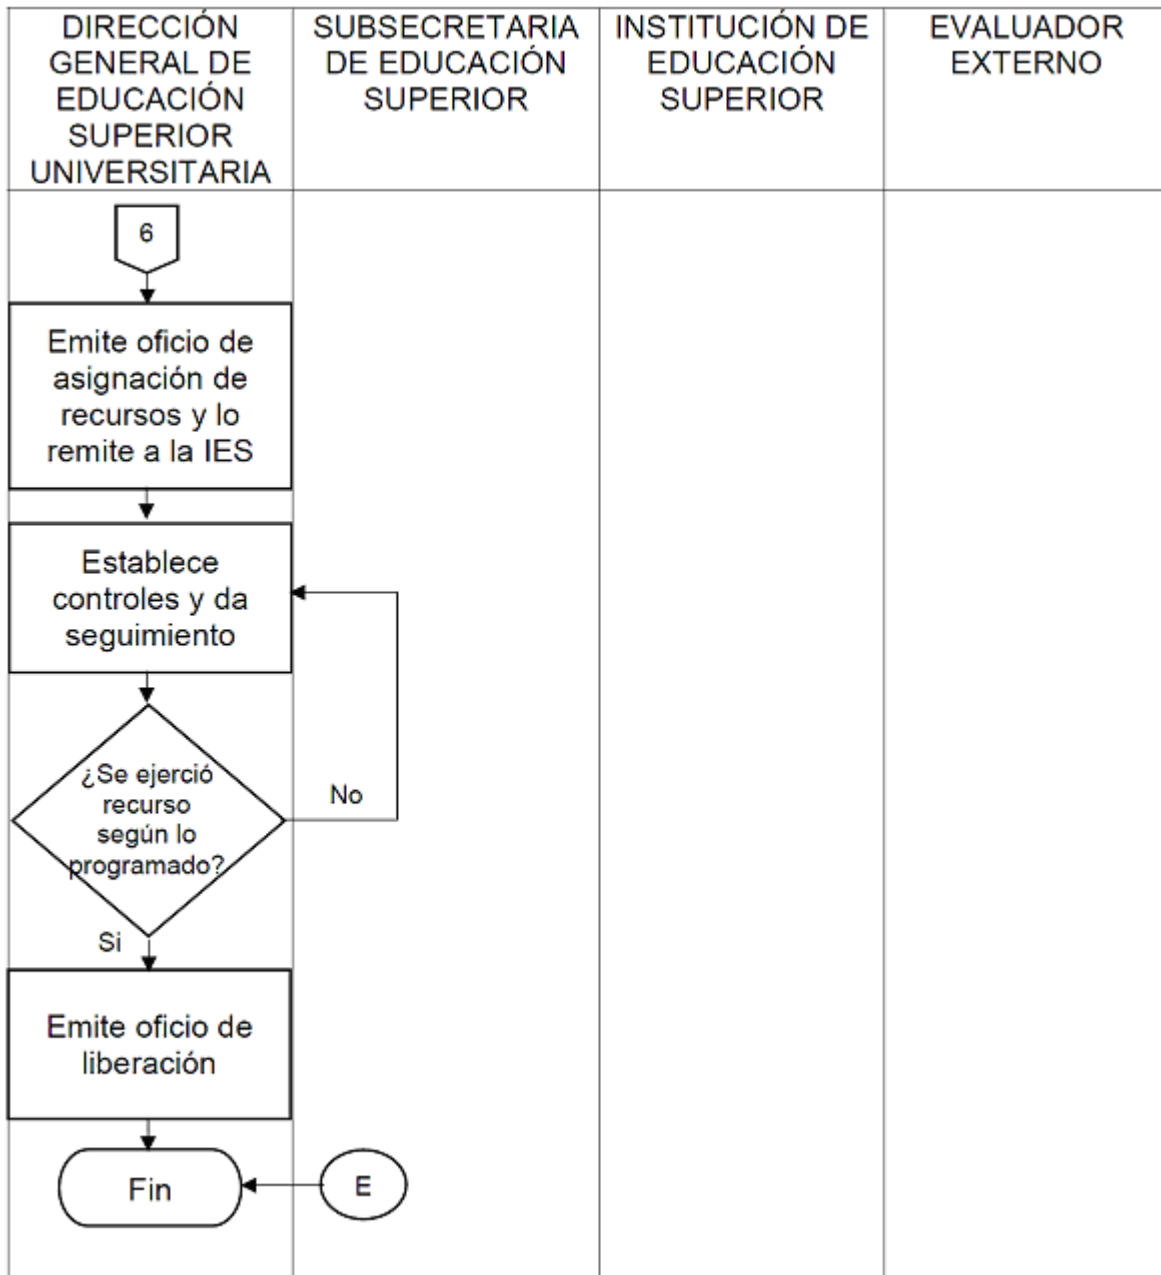 DIRECCIÓN
GENERAL DE
EDUCACIÓN
SUPERIOR
UNIVERSITARIA
SUBSECRETARIA
DE EDUCACIÓN
SUPERIOR
INSTITUCIÓN DE
EDUCACIÓN
SUPERIOR
EVALUADOR
EXTERNO
6
Emite oficio de
asignación de
recursos y lo
remite a la IES
Establece
controles y da
seguimiento
¿Se ejerció
recurso
según lo
programado?
No
Si
Emite oficio de
liberación
Fin
E